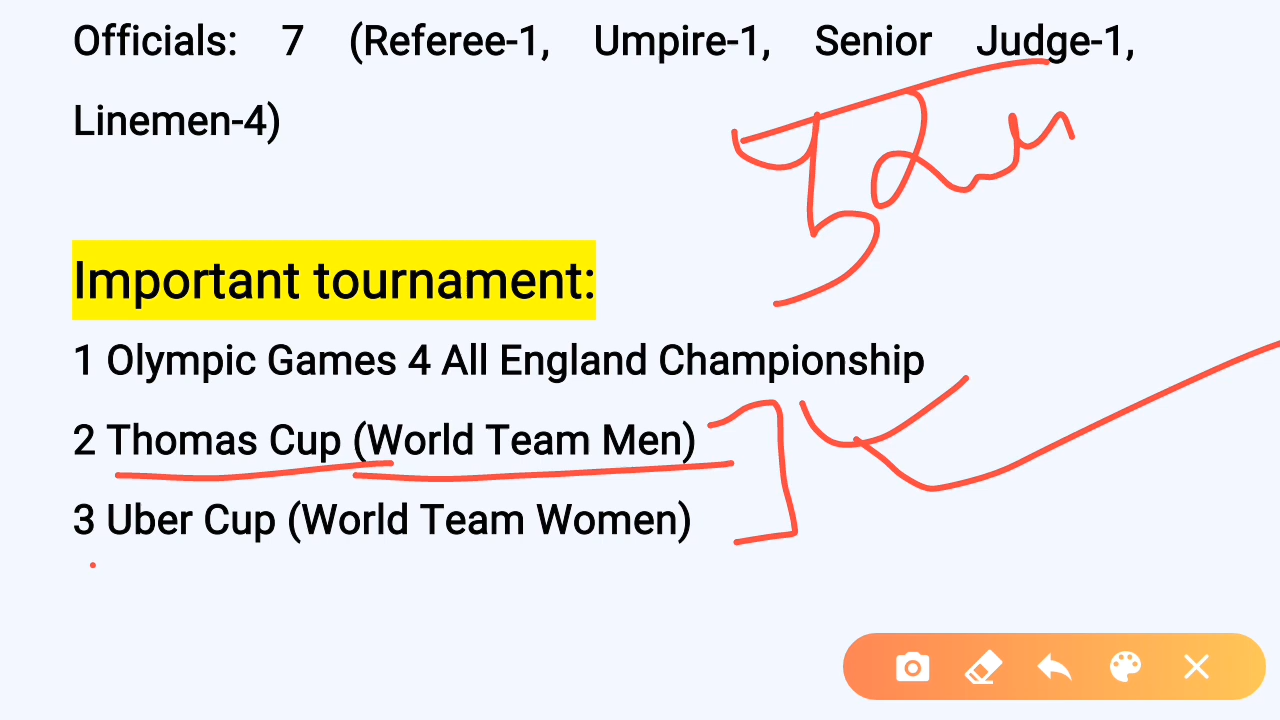 Officials: 7 (Referee-1, Umpire-1, Senior Judge-1,
Linemen-4)
Important tournament:
1 Olympic Games 4 All England Championship
2 Thomas Cup (World Team Men)
3 Uber Cup (World Team Women)